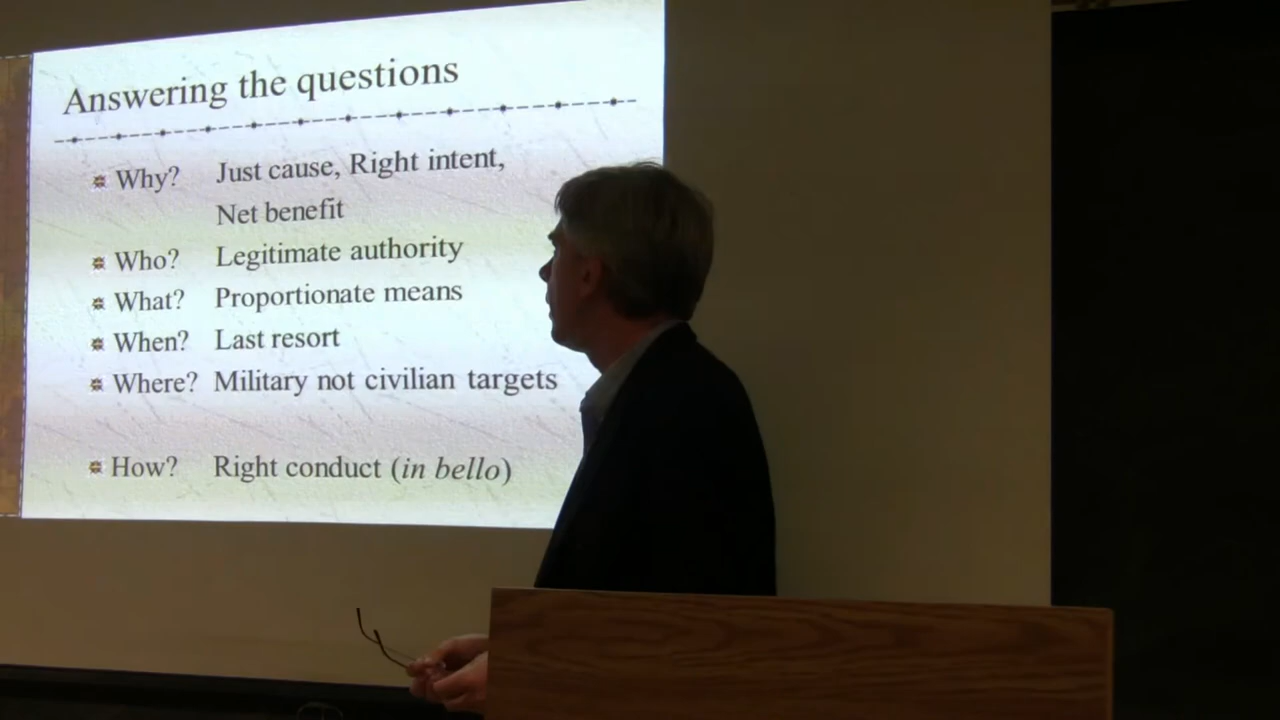 Answering the questions
Why? Just cause, Right intent,
Net benefit
Who? Legitimate authority
What? Proportionate means
When? Last resort
Where? Military not civilian targets
How? Right conduct (in bello)